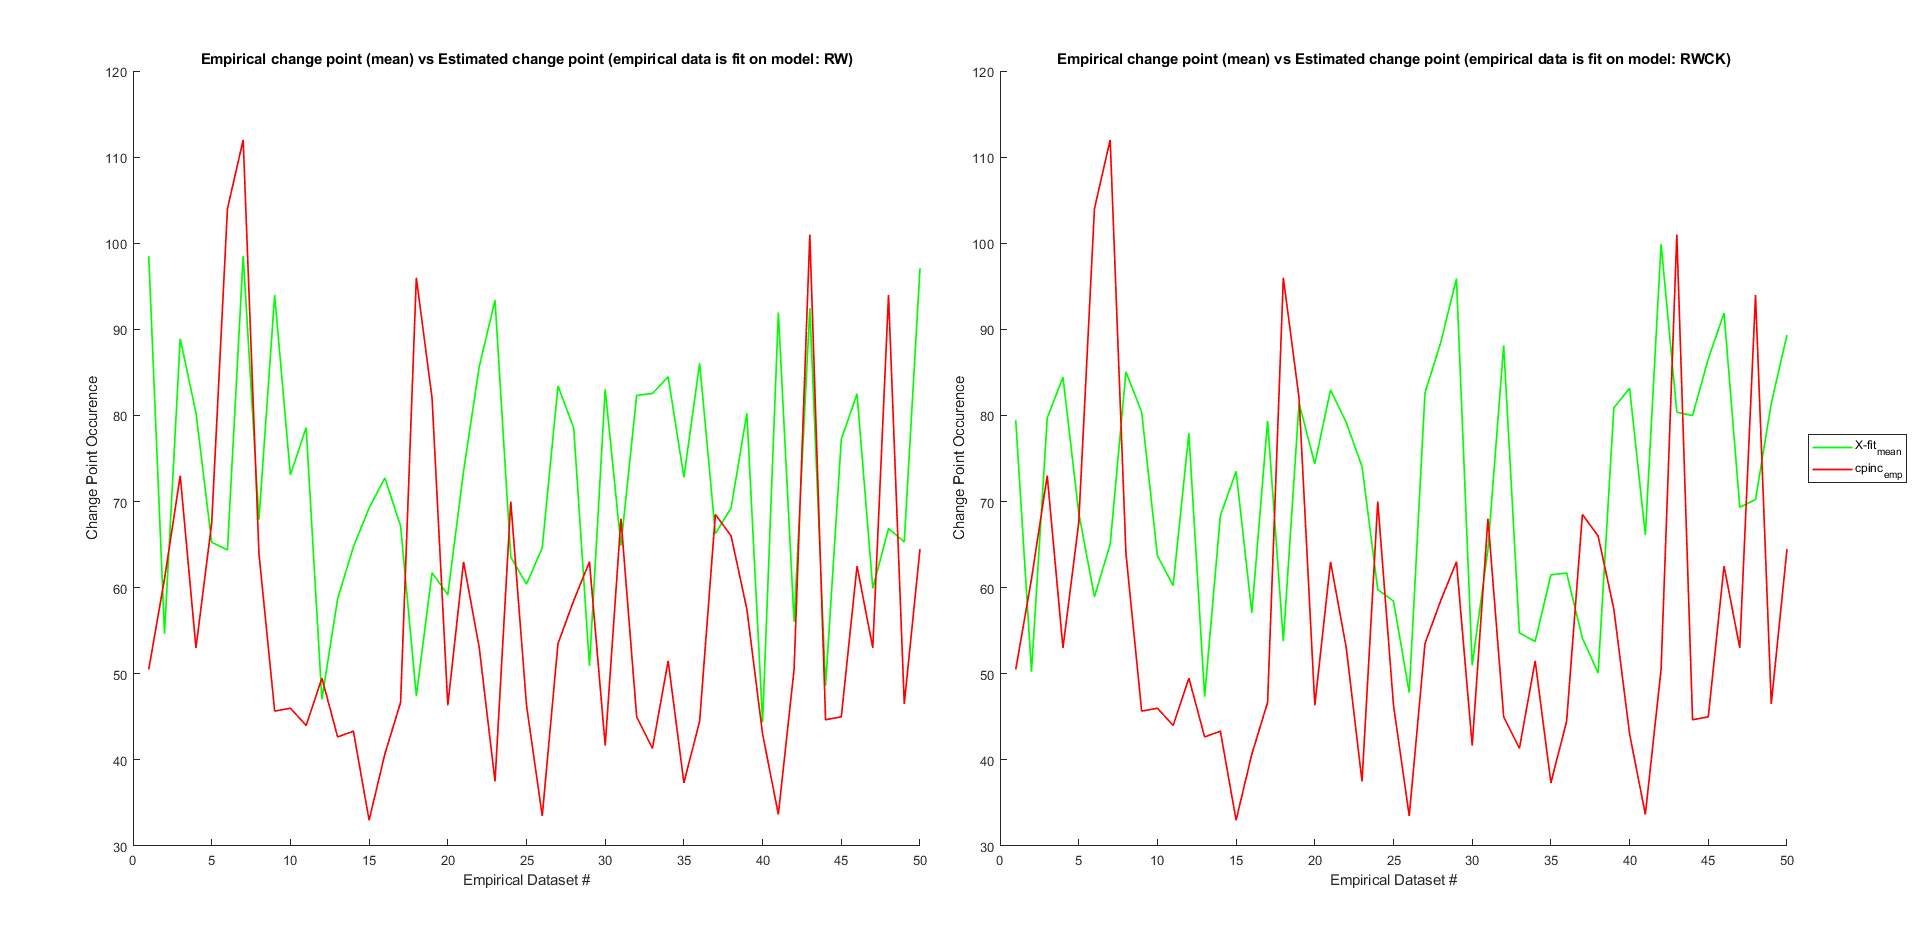 Empirical change point (mean) vs Estimated change point (empirical data is fit on model: RW)
120
110
100
90
80
70
60
50
40
30
Change Point Occurence
0 5 10 15 20 25 30 35 40 45 50
Empirical Dataset #
Empirical change point (mean) vs Estimated change point (empirical data is fit on model: RWCK)
120
110
100
90
80
70
60
50
40
30
Change Point Occurence
0 5 10 15 20 25 30 35 40 45 50
Empirical Dataset #
X-fit_mean
cpinc_emp